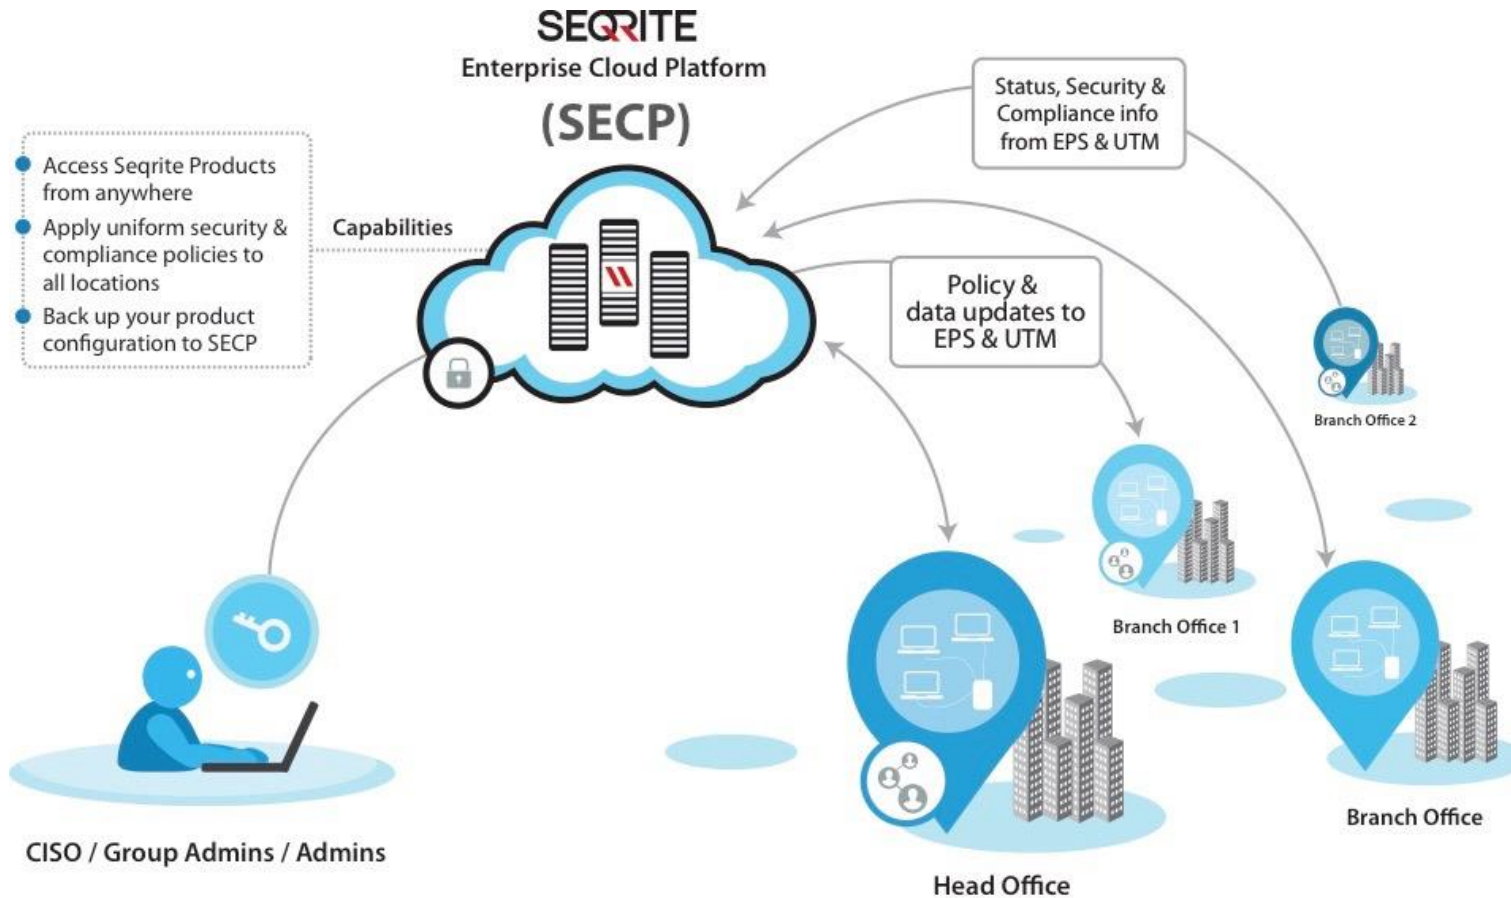 SEQRITE
Enterprise Cloud Platform
(SECP)
Status, Security &
Compliance info
from EPS & UTM
Access Seqrite Products
from anywhere
Apply uniform security &
compliance policies to
all locations
Back up your product
configuration to SECP
Capabilities
Policy &
data updates to
EPS & UTM
Branch Office 2
Branch Office 1
Branch Office
CISO / Group Admins / Admins
Head Office